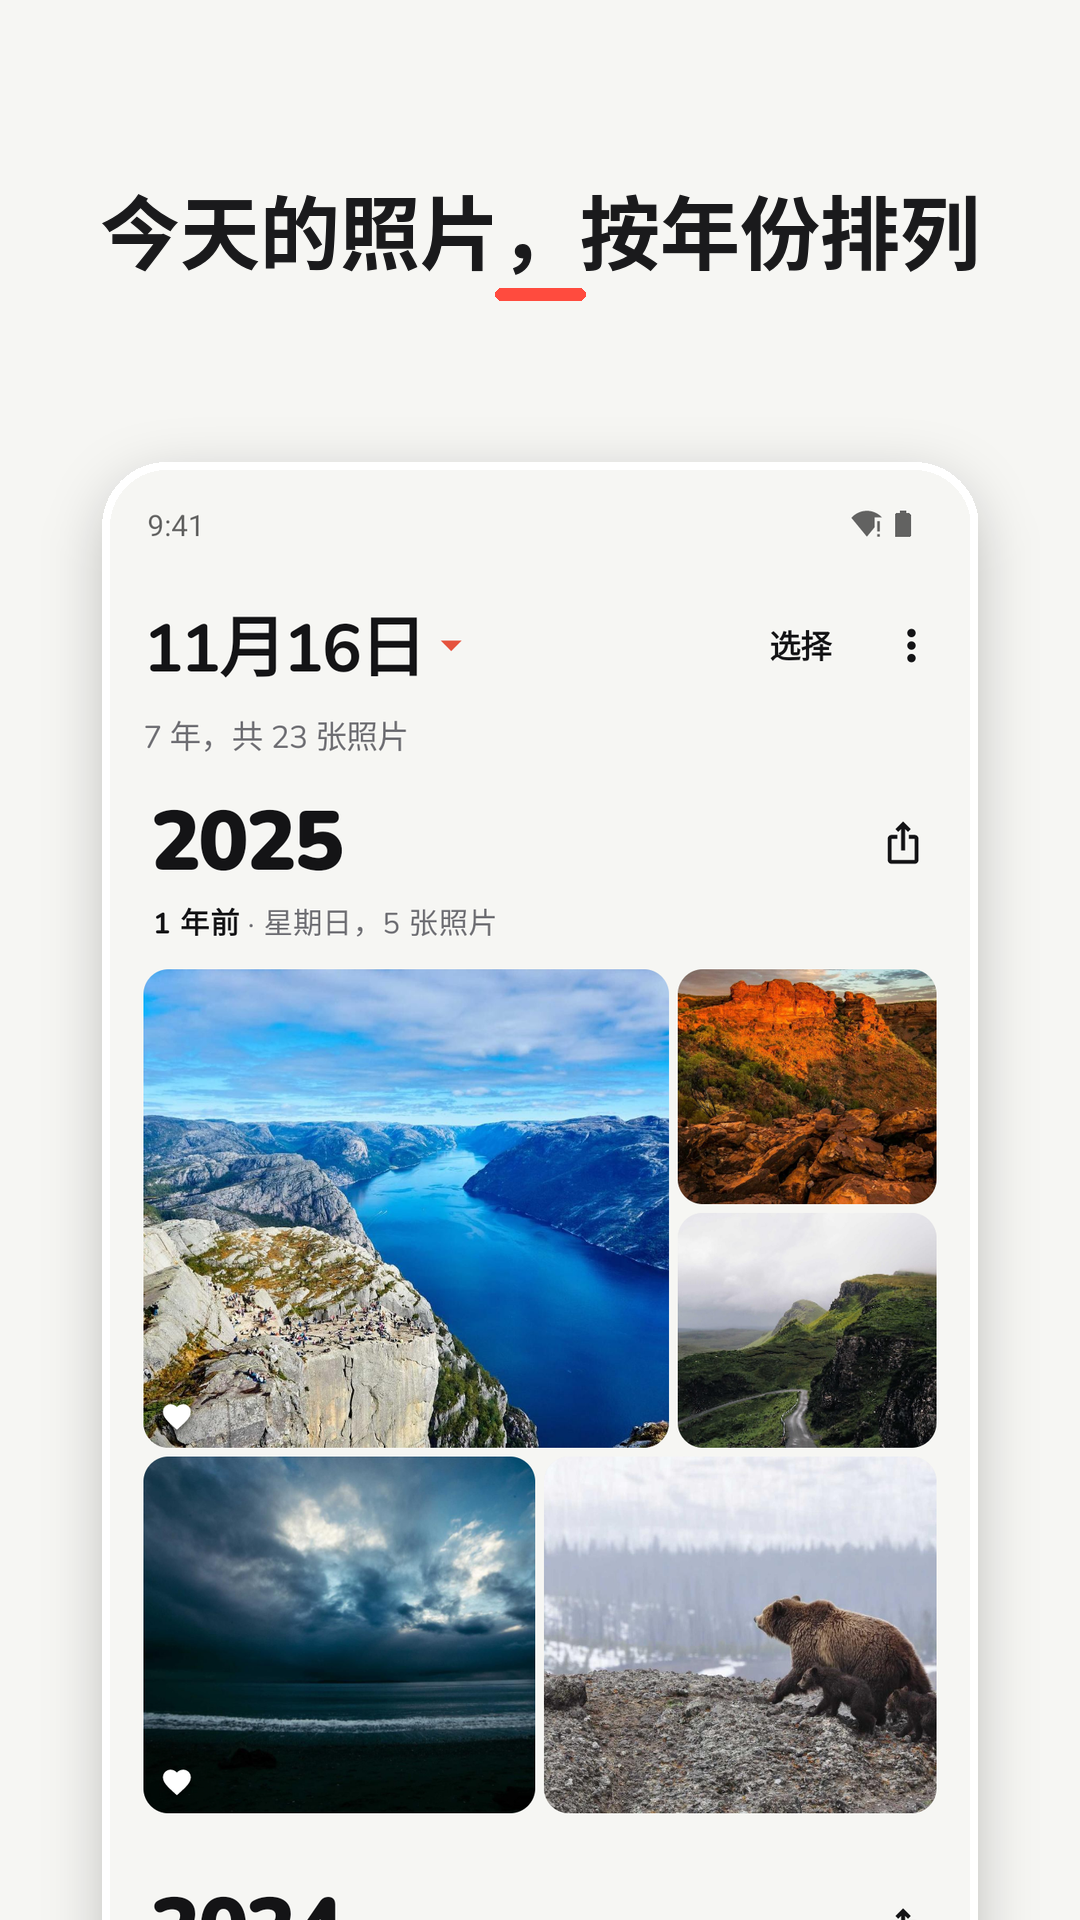 今天的照片，按年份排列
9:41
11月16日
选择
7 年，共 23 张照片
2025
1 年前 · 星期日，5 张照片
2024